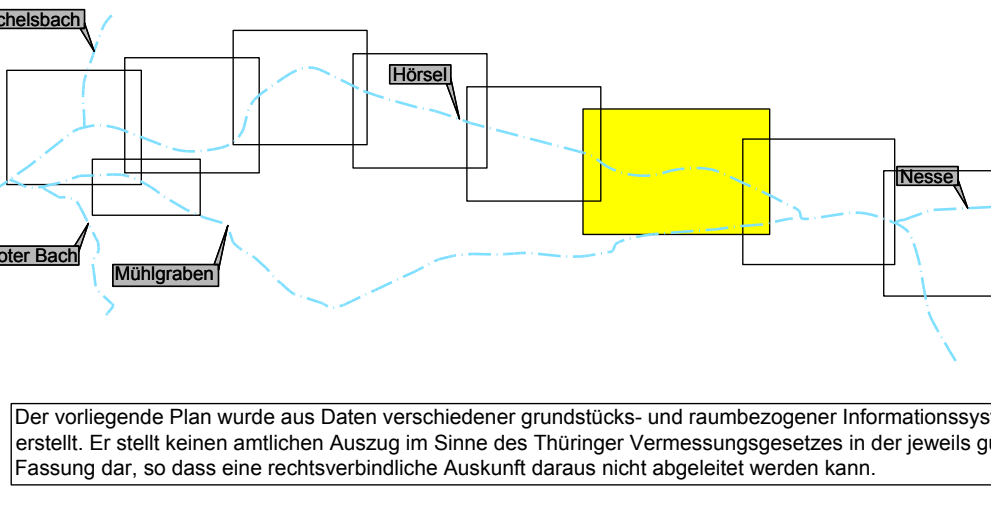 chelsbach
Hörsel
Nesse
oter Bach
Mühlgraben
Der vorliegende Plan wurde aus Daten verschiedener grundstücks- und raumbezogener Informationssys
erstellt. Er stellt keinen amtlichen Auszug im Sinne des Thüringer Vermessungsgesetzes in der jeweils g
Fassung dar, so dass eine rechtsverbindliche Auskunft daraus nicht abgeleitet werden kann.